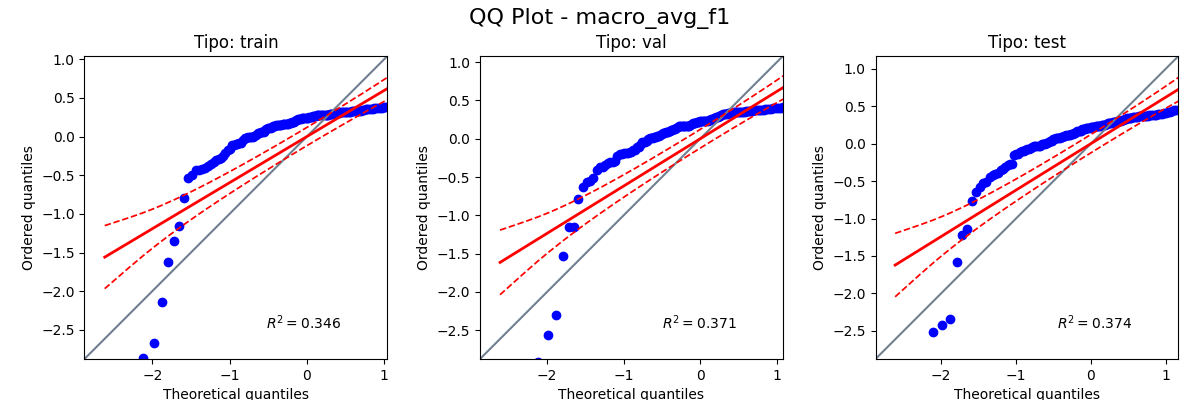 QQ Plot - macro_avg_f1
Tipo: train
Tipo: val
Tipo: test
1.0
0.5
0.0
−0.5
−1.0
−1.5
−2.0
−2.5
Ordered quantiles
R² = 0.346
−2
−1
0
1
Theoretical quantiles
1.0
0.5
0.0
−0.5
−1.0
−1.5
−2.0
−2.5
Ordered quantiles
R² = 0.371
−2
−1
0
1
Theoretical quantiles
1.0
0.5
0.0
−0.5
−1.0
−1.5
−2.0
−2.5
Ordered quantiles
R² = 0.374
−2
−1
0
1
Theoretical quantiles